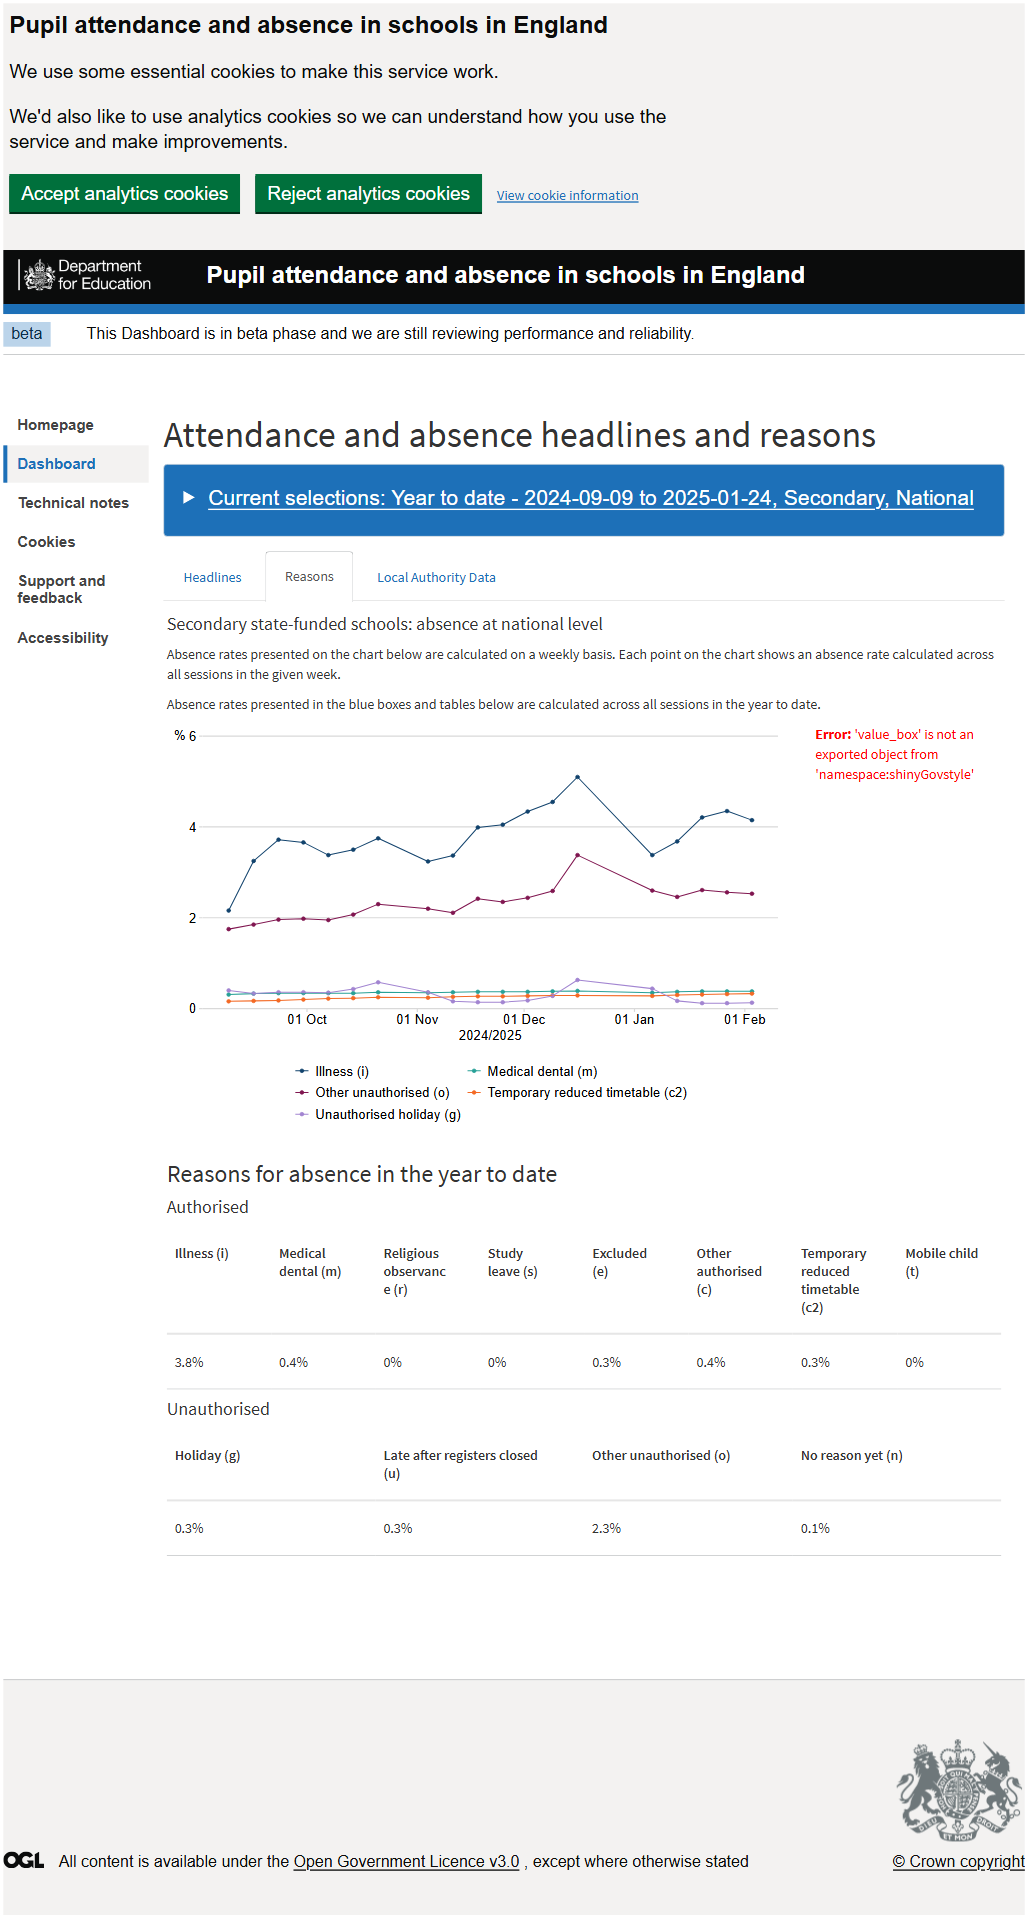 Pupil attendance and absence in schools in England
We use some essential cookies to make this service work.
We'd also like to use analytics cookies so we can understand how you use the
service and make improvements.
Accept analytics cookies
Reject analytics cookies
View cookie information
Department
for Education
Pupil attendance and absence in schools in England
beta
This Dashboard is in beta phase and we are still reviewing performance and reliability.
Homepage
Dashboard
Technical notes
Cookies
Support and
feedback
Accessibility
Attendance and absence headlines and reasons
Current selections: Year to date - 2024-09-09 to 2025-01-24, Secondary, National
Headlines
Reasons
Local Authority Data
Secondary state-funded schools: absence at national level
Absence rates presented on the chart below are calculated on a weekly basis. Each point on the chart shows an absence rate calculated across
all sessions in the given week.
Absence rates presented in the blue boxes and tables below are calculated across all sessions in the year to date.
% 6
4
2
0
01 Oct
01 Nov
01 Dec
01 Jan
01 Feb
2024/2025
Error: 'value_box' is not an
exported object from
'namespace:shinyGovstyle'
Illness (i)
Medical dental (m)
Other unauthorised (o)
Temporary reduced timetable (c2)
Unauthorised holiday (g)
Reasons for absence in the year to date
Authorised
Illness (i)
Medical
dental (m)
Religious
observanc
e (r)
Study
leave (s)
Excluded
(e)
Other
authorised
(c)
Temporary
reduced
timetable
(c2)
Mobile child
(t)
3.8%
0.4%
0%
0%
0.3%
0.4%
0.3%
0%
Unauthorised
Holiday (g)
Late after registers closed
(u)
Other unauthorised (o)
No reason yet (n)
0.3%
0.3%
2.3%
0.1%
DIEU
ET MON
DROIT
OGL
All content is available under the Open Government Licence v3.0 , except where otherwise stated
© Crown copyright